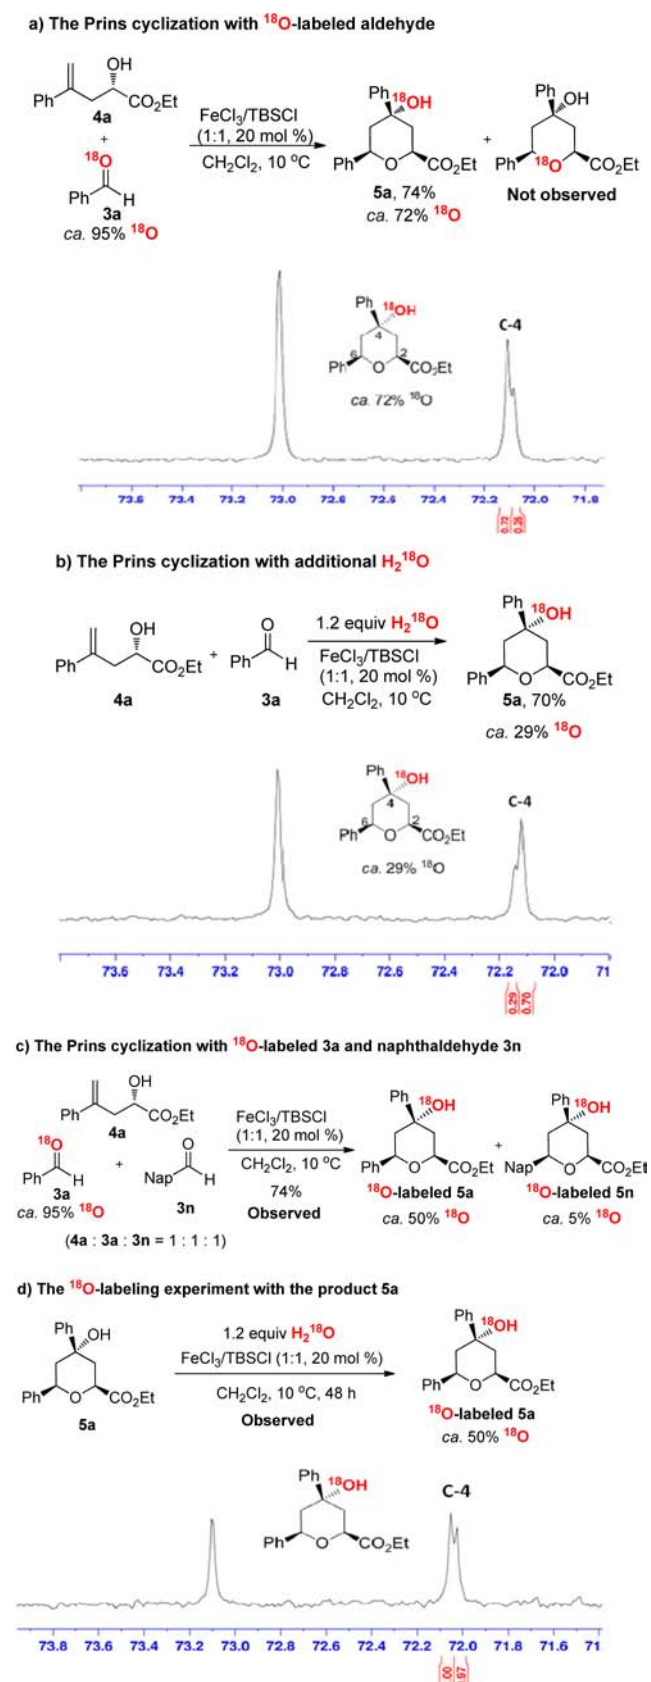 a) The Prins cyclization with 18O-labeled aldehyde
OH
Ph
CO2Et
4a
+
18O
Ph
H
3a
ca. 95% 18O
FeCl3/TBSCl
(1:1, 20 mol %)
CH2Cl2, 10 °C
Ph
18OH
Ph
O
CO2Et
5a, 74%
ca. 72% 18O
+
Ph
OH
Ph
18O
CO2Et
Not observed
Ph
18OH
4
6
2
Ph
O
CO2Et
ca. 72% 18O
C-4
73.6 73.4 73.2 73.0 72.8 72.6 72.4 72.2 72.0 71.8
0.72
b) The Prins cyclization with additional H218O
OH
Ph
CO2Et
4a
+
O
Ph
H
3a
1.2 equiv H218O
FeCl3/TBSCl
(1:1, 20 mol %)
CH2Cl2, 10 °C
Ph
18OH
Ph
O
CO2Et
5a, 70%
ca. 29% 18O
Ph
18OH
4
6
2
Ph
O
CO2Et
ca. 29% 18O
C-4
73.6 73.4 73.2 73.0 72.8 72.6 72.4 72.2 72.0 71
0.29
0.70
c) The Prins cyclization with 18O-labeled 3a and naphthaldehyde 3n
OH
Ph
CO2Et
4a
18O
Ph
H
3a
ca. 95% 18O
+
O
Nap
H
3n
(4a : 3a : 3n = 1 : 1 : 1)
FeCl3/TBSCl
(1:1, 20 mol %)
CH2Cl2, 10 °C
74%
Observed
Ph
18OH
Ph
O
CO2Et
18O-labeled 5a
ca. 50% 18O
+
Ph
18OH
Nap
O
CO2Et
18O-labeled 5n
ca. 5% 18O
d) The 18O-labeling experiment with the product 5a
Ph
OH
Ph
O
CO2Et
5a
1.2 equiv H218O
FeCl3/TBSCl (1:1, 20 mol %)
CH2Cl2, 10 °C, 48 h
Observed
Ph
18OH
Ph
O
CO2Et
18O-labeled 5a
ca. 50% 18O
Ph
18OH
Ph
O
CO2Et
C-4
73.8 73.6 73.4 73.2 73.0 72.8 72.6 72.4 72.2 72.0 71.8 71.6 71